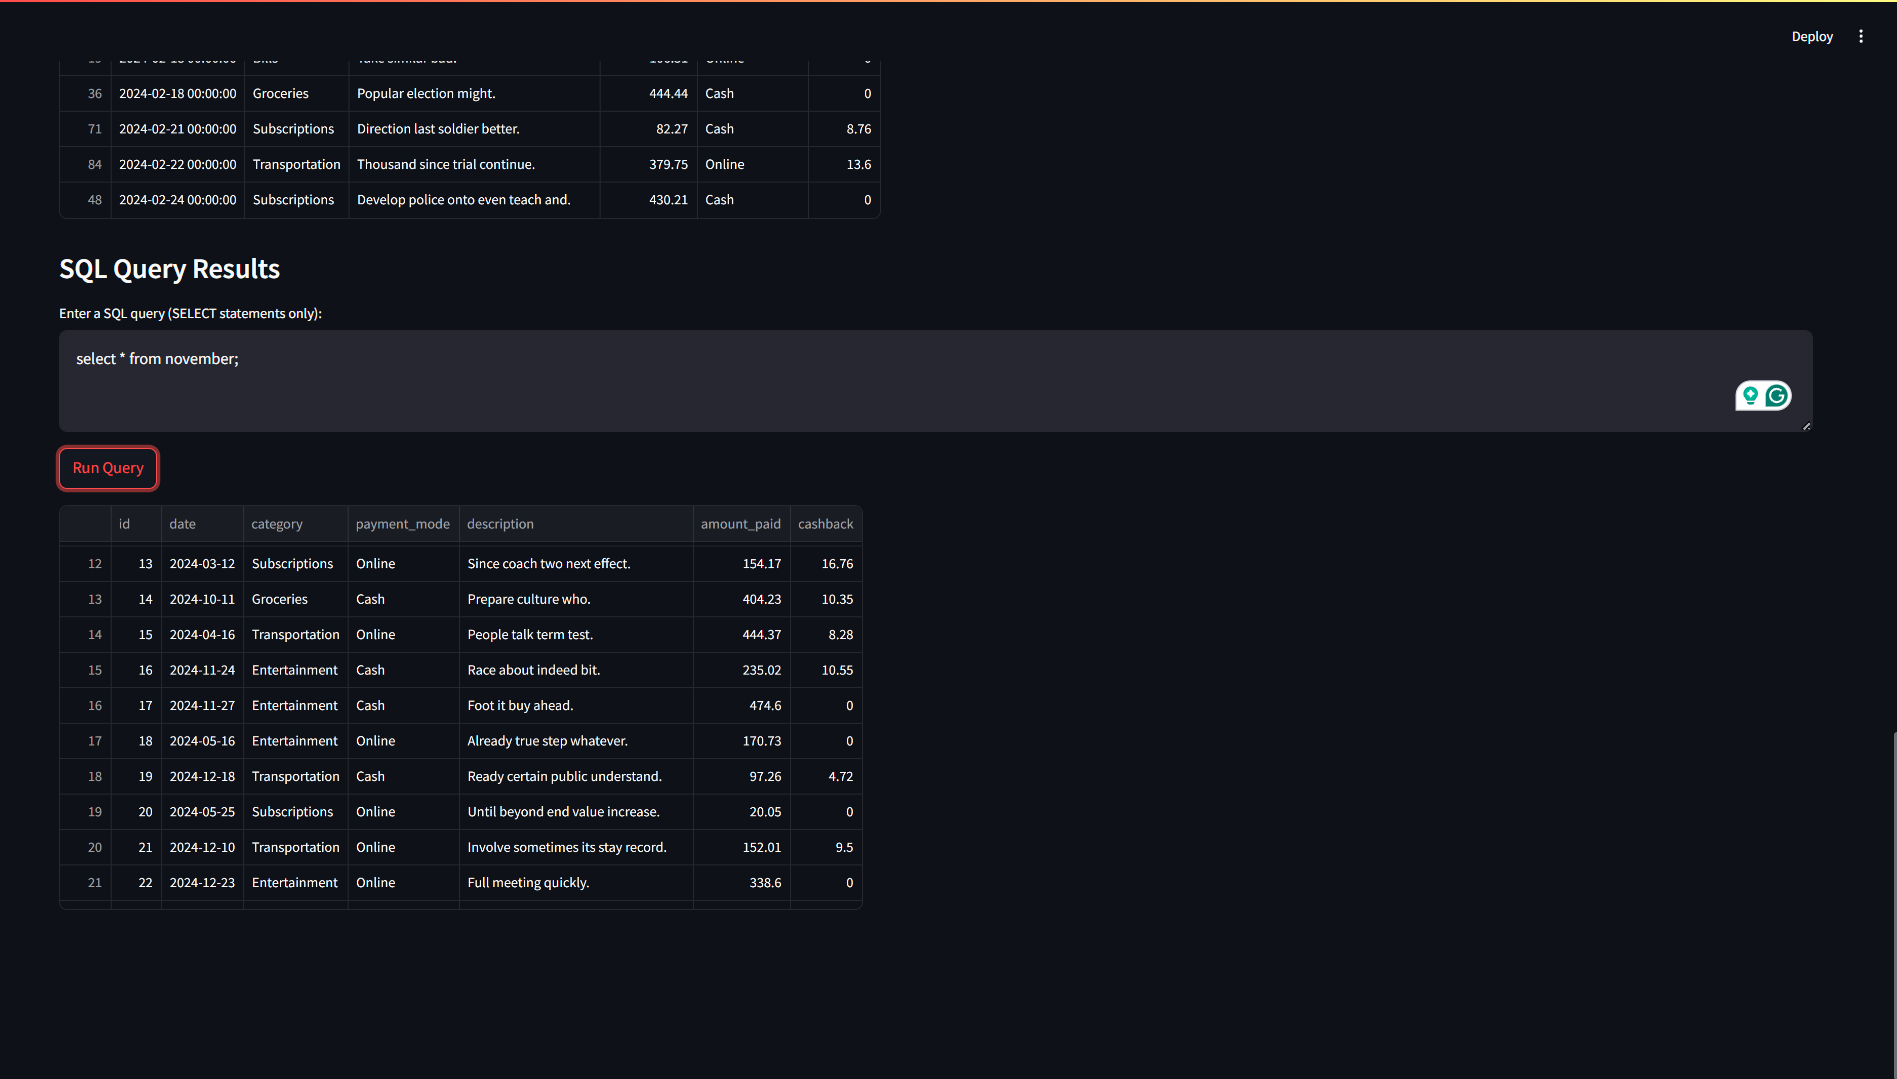 Deploy
36 2024-02-18 00:00:00 Groceries Popular election might. 444.44 Cash 0
71 2024-02-21 00:00:00 Subscriptions Direction last soldier better. 82.27 Cash 8.76
84 2024-02-22 00:00:00 Transportation Thousand since trial continue. 379.75 Online 13.6
48 2024-02-24 00:00:00 Subscriptions Develop police onto even teach and. 430.21 Cash 0
SQL Query Results
Enter a SQL query (SELECT statements only):
select * from november;
Run Query
id date category payment_mode description amount_paid cashback
12 13 2024-03-12 Subscriptions Online Since coach two next effect. 154.17 16.76
13 14 2024-10-11 Groceries Cash Prepare culture who. 404.23 10.35
14 15 2024-04-16 Transportation Online People talk term test. 444.37 8.28
15 16 2024-11-24 Entertainment Cash Race about indeed bit. 235.02 10.55
16 17 2024-11-27 Entertainment Cash Foot it buy ahead. 474.6 0
17 18 2024-05-16 Entertainment Online Already true step whatever. 170.73 0
18 19 2024-12-18 Transportation Cash Ready certain public understand. 97.26 4.72
19 20 2024-05-25 Subscriptions Online Until beyond end value increase. 20.05 0
20 21 2024-12-10 Transportation Online Involve sometimes its stay record. 152.01 9.5
21 22 2024-12-23 Entertainment Online Full meeting quickly. 338.6 0